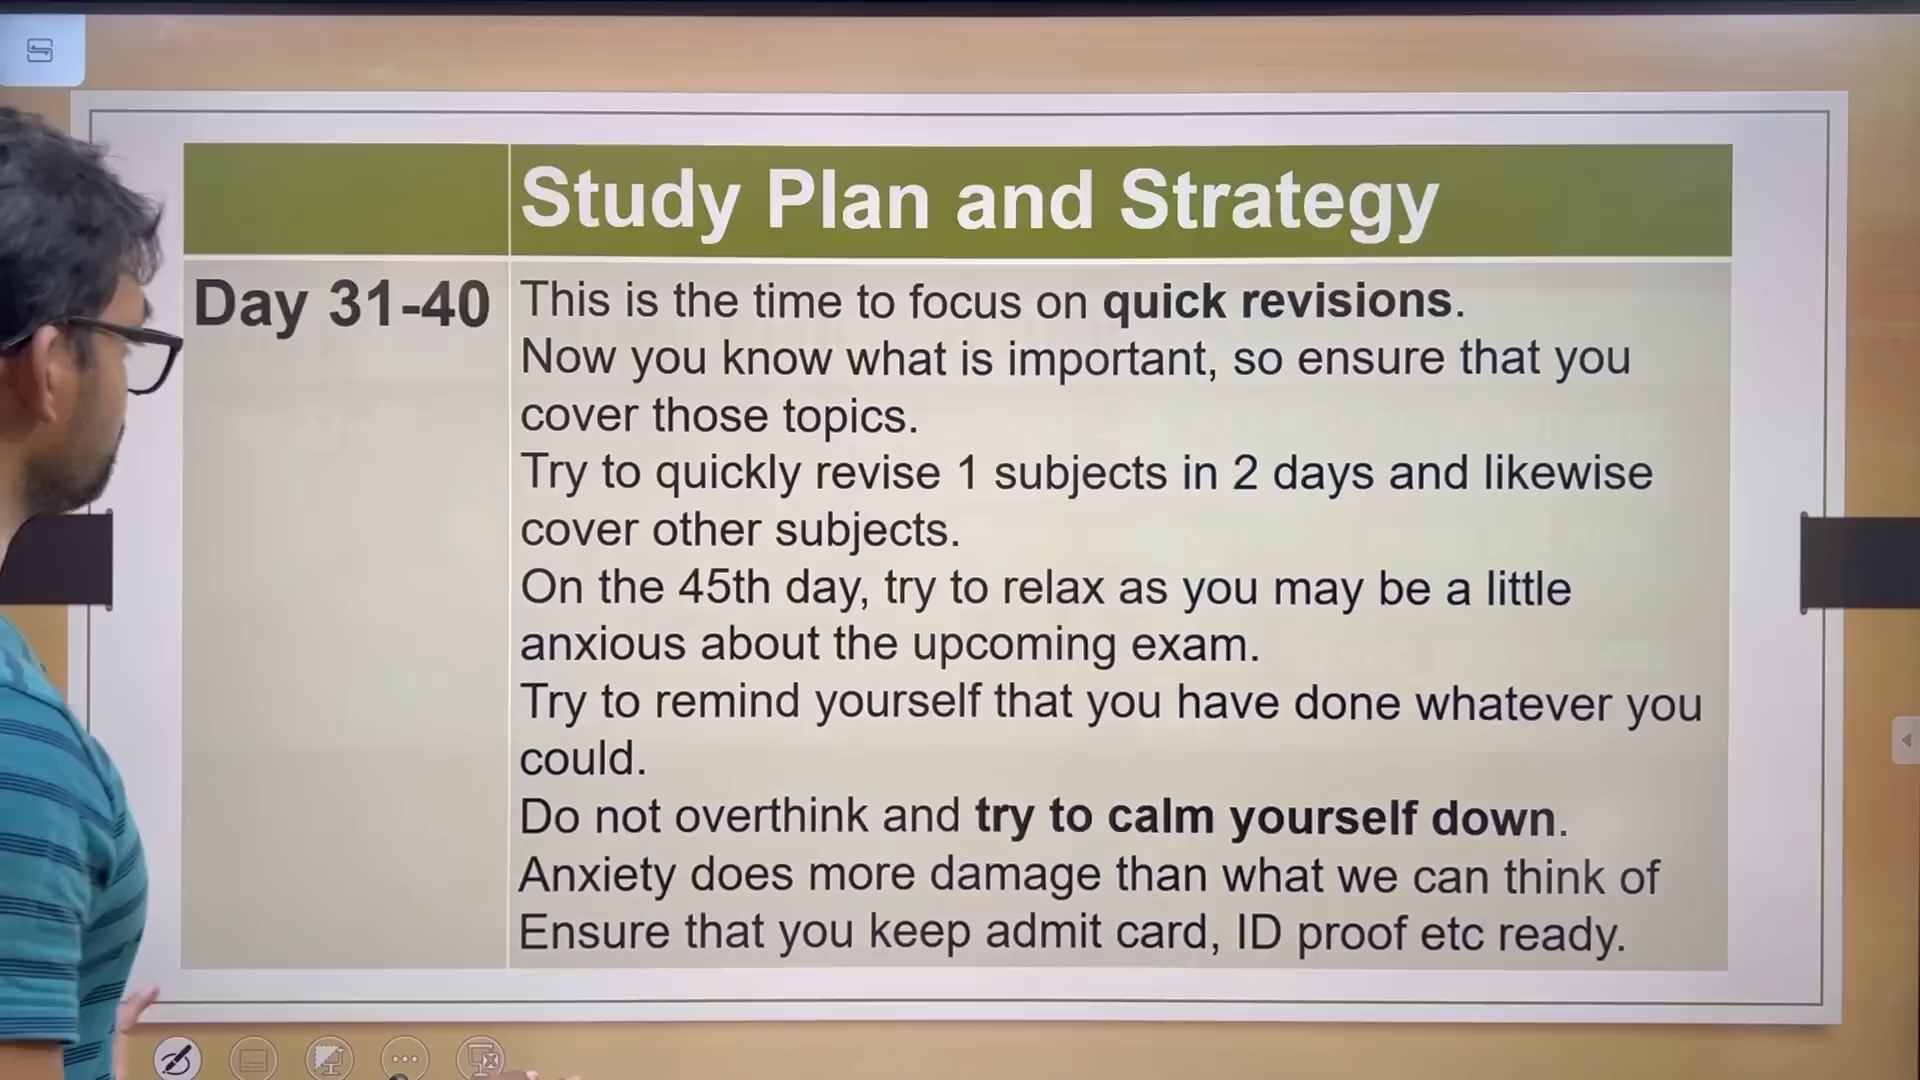 Study Plan and Strategy
Day 31-40
This is the time to focus on quick revisions.
Now you know what is important, so ensure that you
cover those topics.
Try to quickly revise 1 subjects in 2 days and likewise
cover other subjects.
On the 45th day, try to relax as you may be a little
anxious about the upcoming exam.
Try to remind yourself that you have done whatever you
could.
Do not overthink and try to calm yourself down.
Anxiety does more damage than what we can think of
Ensure that you keep admit card, ID proof etc ready.